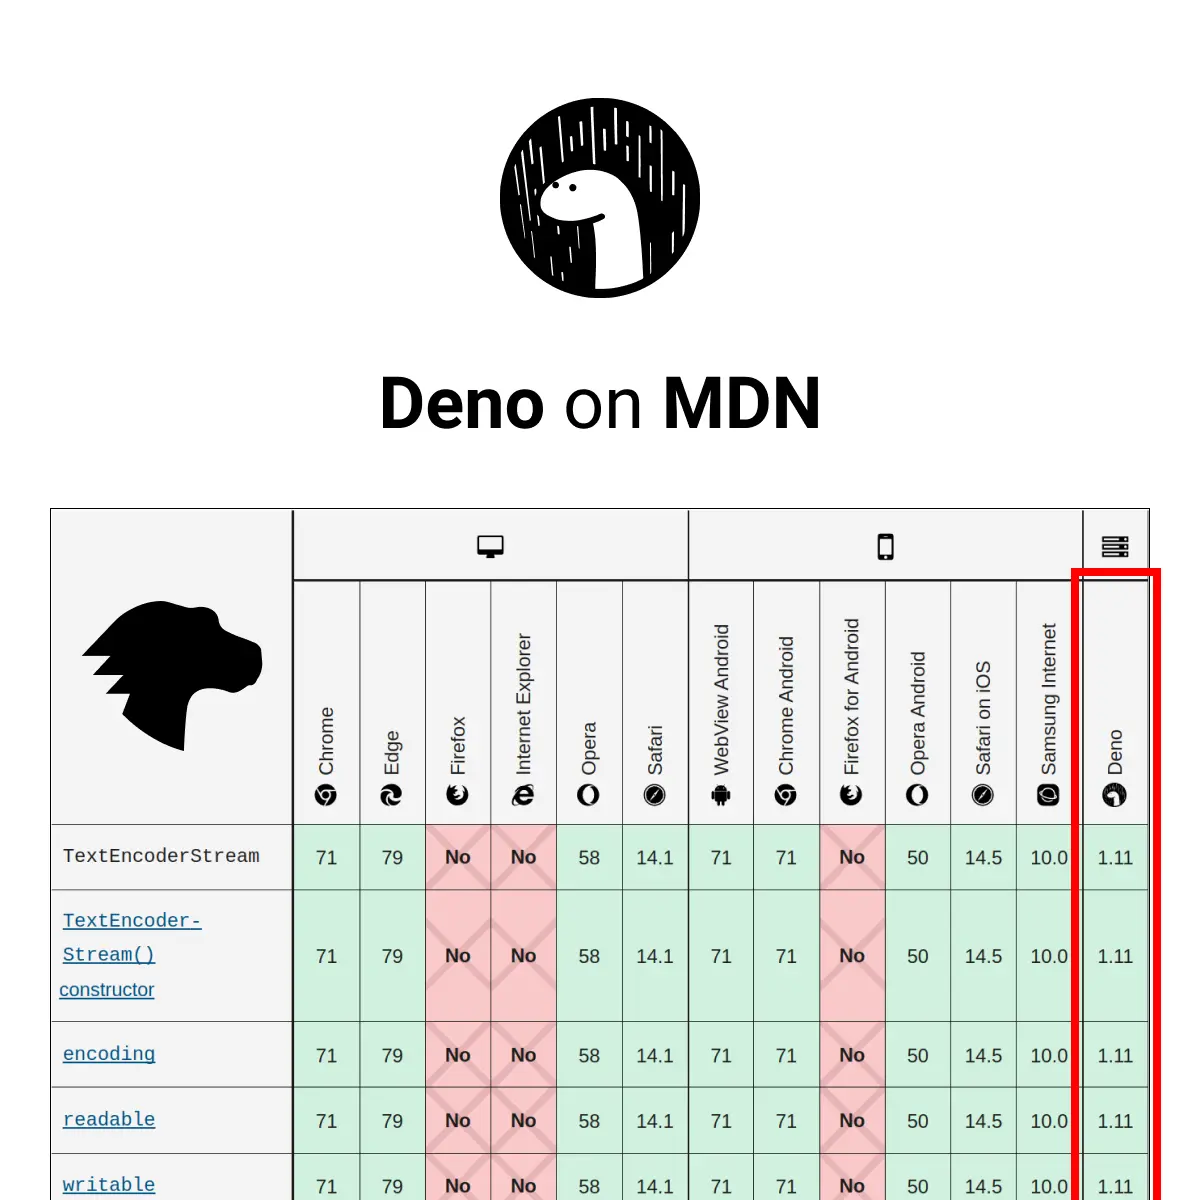 Deno on MDN
Chrome
Edge
Firefox
Internet Explorer
Opera
Safari
WebView Android
Chrome Android
Firefox for Android
Opera Android
Safari on iOS
Samsung Internet
Deno
TextEncoderStream 71 79 No No 58 14.1 71 71 No 50 14.5 10.0 1.11
TextEncoder-
Stream()
constructor 71 79 No No 58 14.1 71 71 No 50 14.5 10.0 1.11
encoding 71 79 No No 58 14.1 71 71 No 50 14.5 10.0 1.11
readable 71 79 No No 58 14.1 71 71 No 50 14.5 10.0 1.11
writable 71 79 No No 58 14.1 71 71 No 50 14.5 10.0 1.11